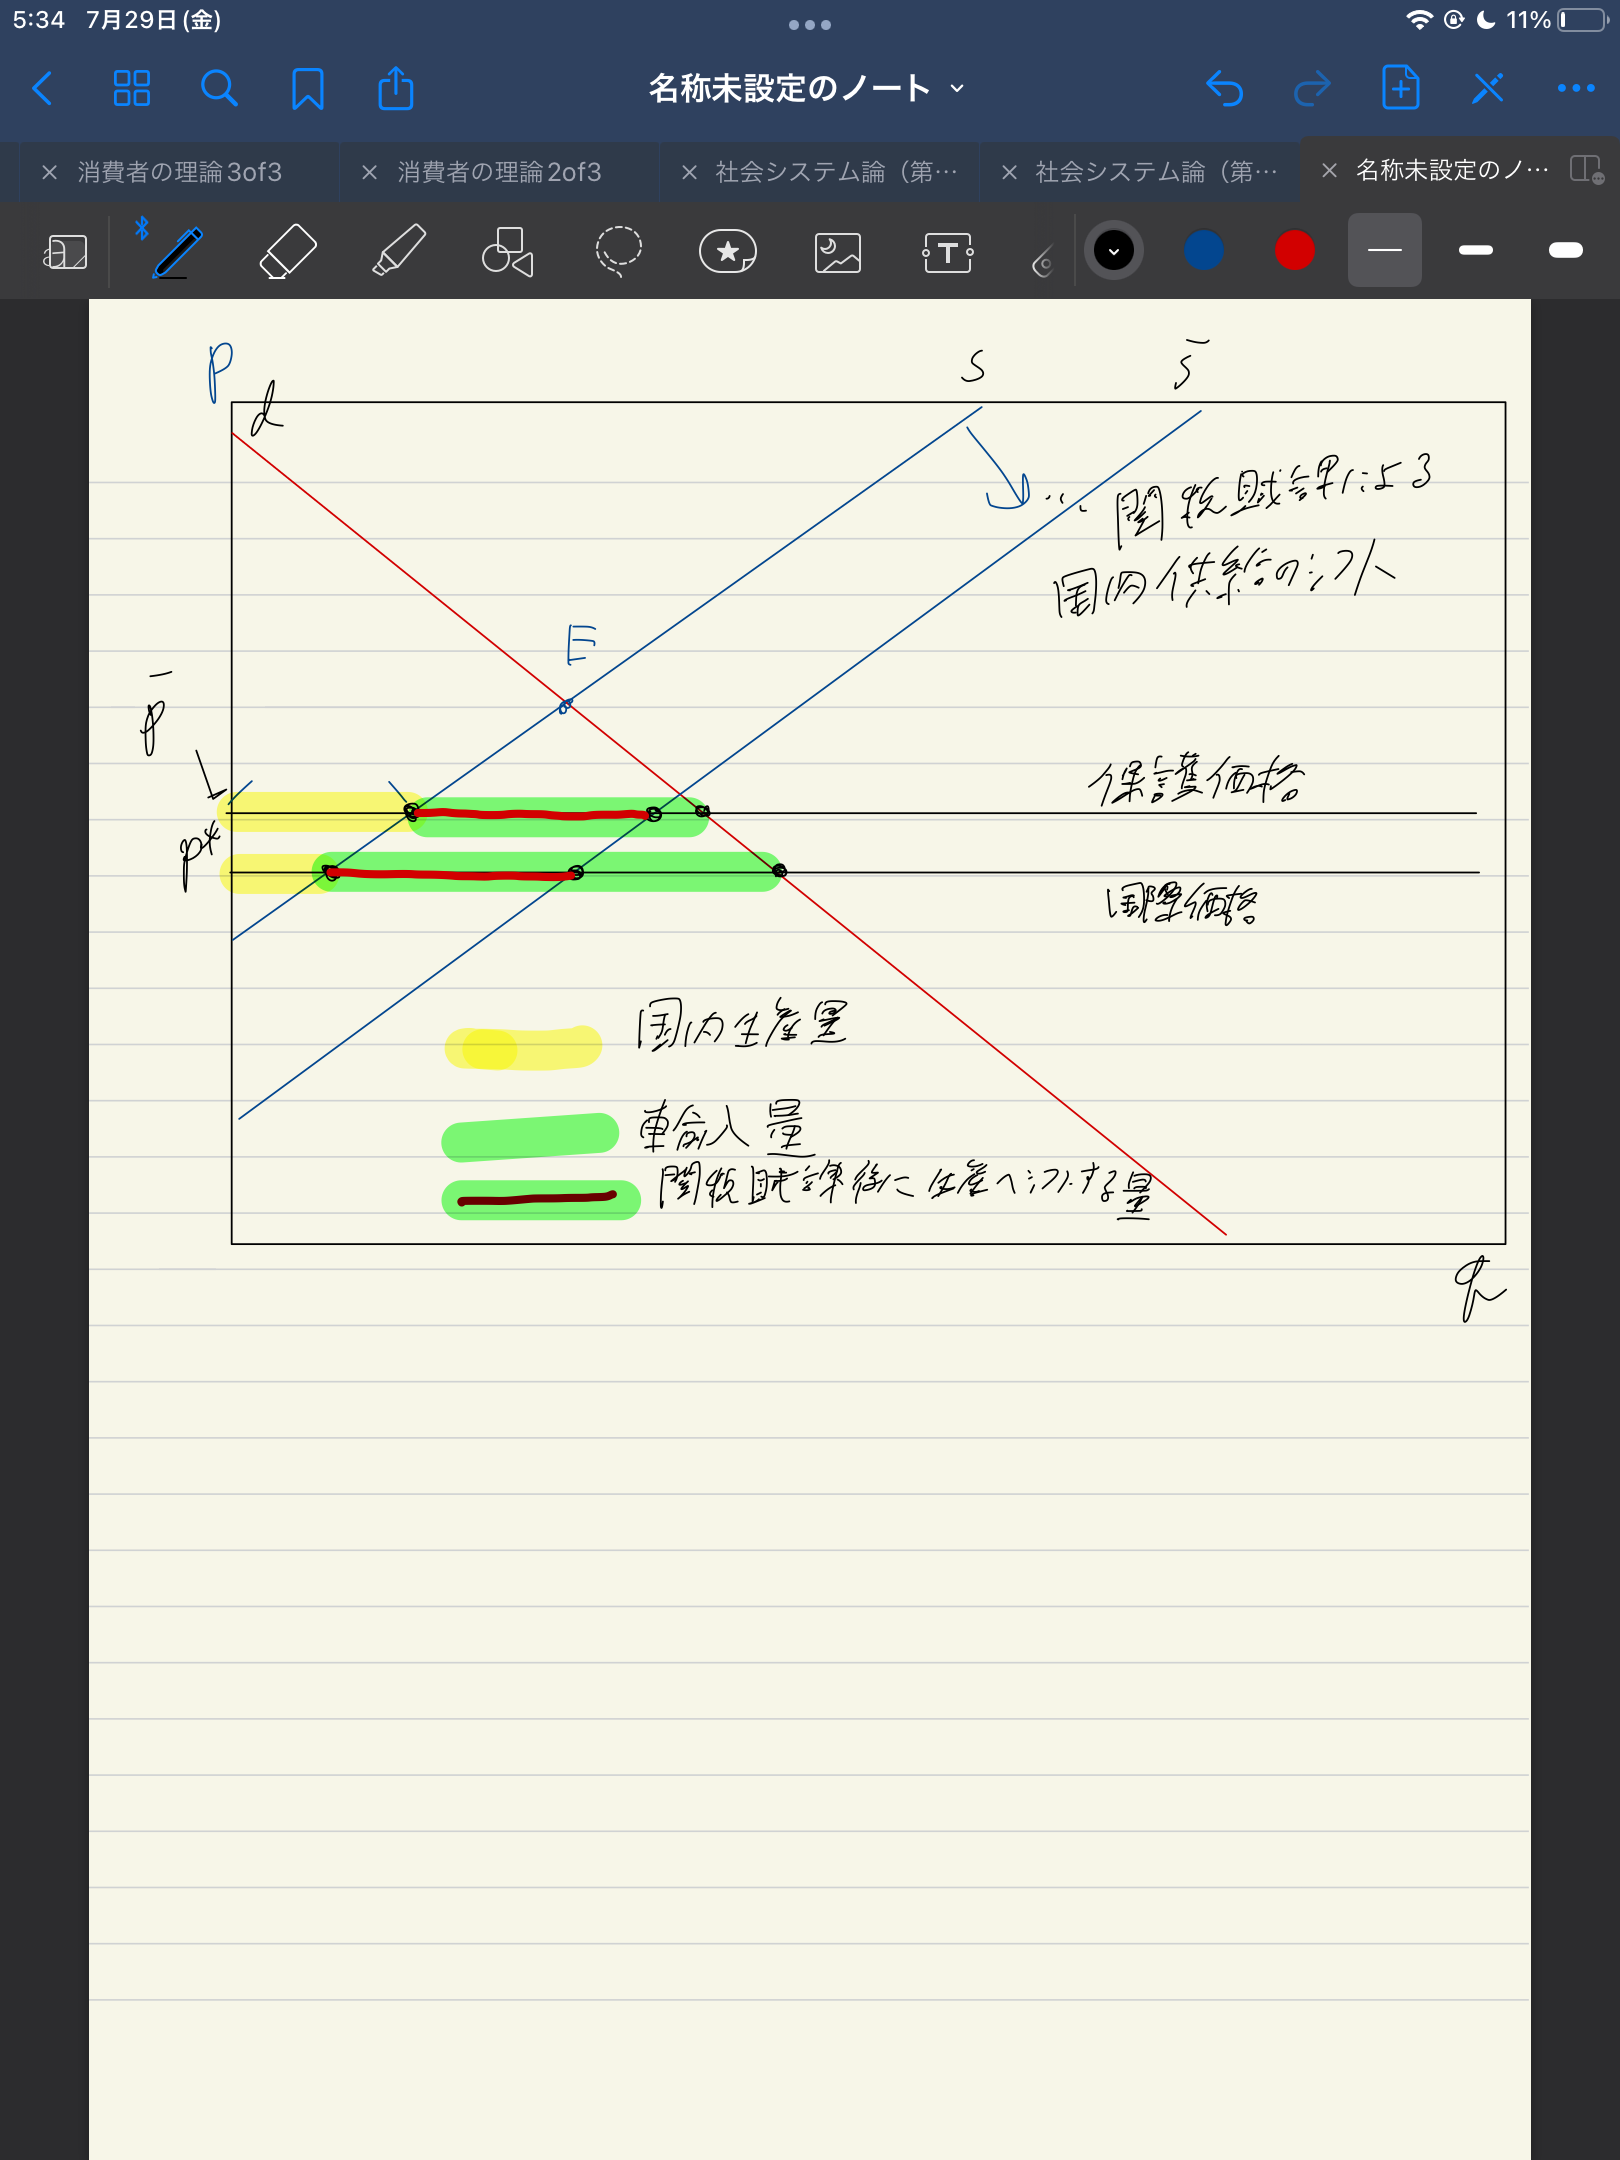 5:34 7月29日(金)
11%
名称未設定のノート
消費者の理論3of3
消費者の理論2of3
社会システム論（第…
社会システム論（第…
名称未設定のノ…
P
d
s
s̄
関税賦課による
国内供給のシフト
E
p̄
保護価格
p*
国際価格
国内生産量
輸入量
関税賦課後に生産へシフトする量
q